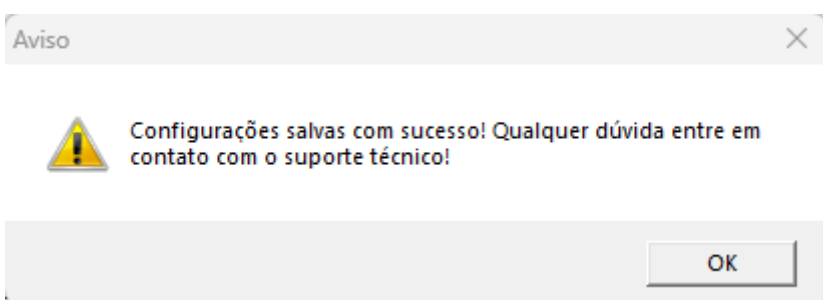 Aviso
Configurações salvas com sucesso! Qualquer dúvida entre em
contato com o suporte técnico!
OK